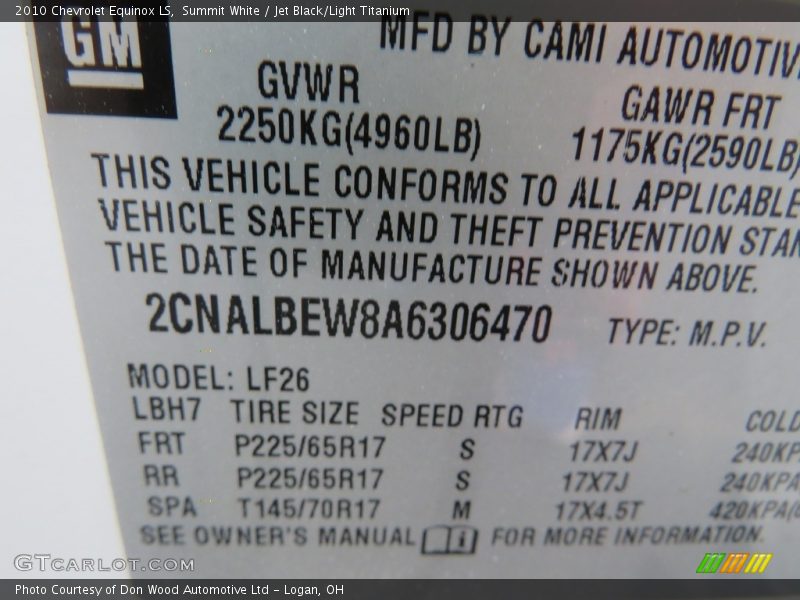 2010 Chevrolet Equinox LS, Summit White / Jet Black/Light Titanium
GM
MFD BY CAMI AUTOMOTIV
GVWR
GAWR FRT
2250KG(4960LB)
1175KG(2590LB)
THIS VEHICLE CONFORMS TO ALL APPLICABLE
VEHICLE SAFETY AND THEFT PREVENTION STAN
THE DATE OF MANUFACTURE SHOWN ABOVE.
2CNALBEW8A6306470
TYPE: M.P.V.
MODEL: LF26
LBH7 TIRE SIZE SPEED RTG RIM COLD
FRT P225/65R17 S 17X7J 240KP
RR P225/65R17 S 17X7J 240KPA
SPA T145/70R17 M 17X4.5T 420KPA(
SEE OWNER'S MANUAL FOR MORE INFORMATION.
GTCarLot.com
Photo Courtesy of Don Wood Automotive Ltd - Logan, OH